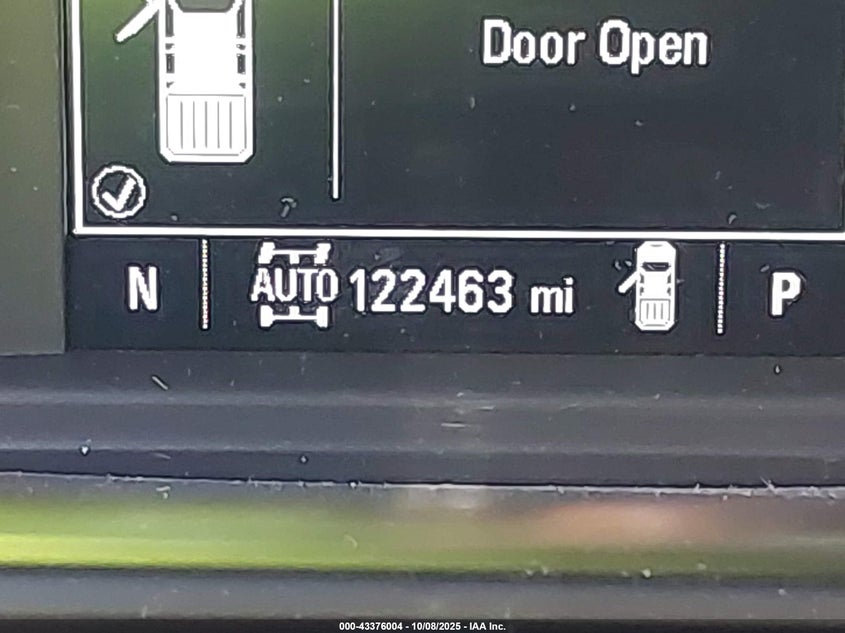 Door Open
N AUTO 122463 mi P
000-43376004 - 10/08/2025 - IAA Inc.